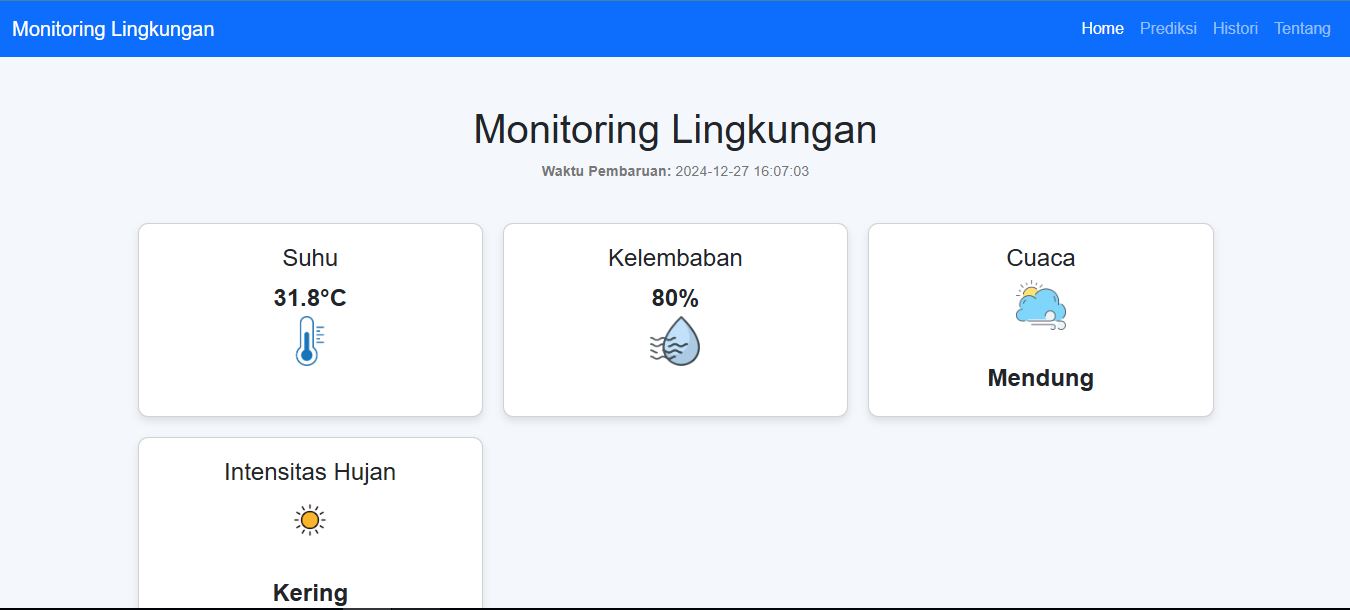 Monitoring Lingkungan
Home Prediksi Histori Tentang
Monitoring Lingkungan
Waktu Pembaruan: 2024-12-27 16:07:03
Suhu
31.8°C
Kelembaban
80%
Cuaca
Mendung
Intensitas Hujan
Kering